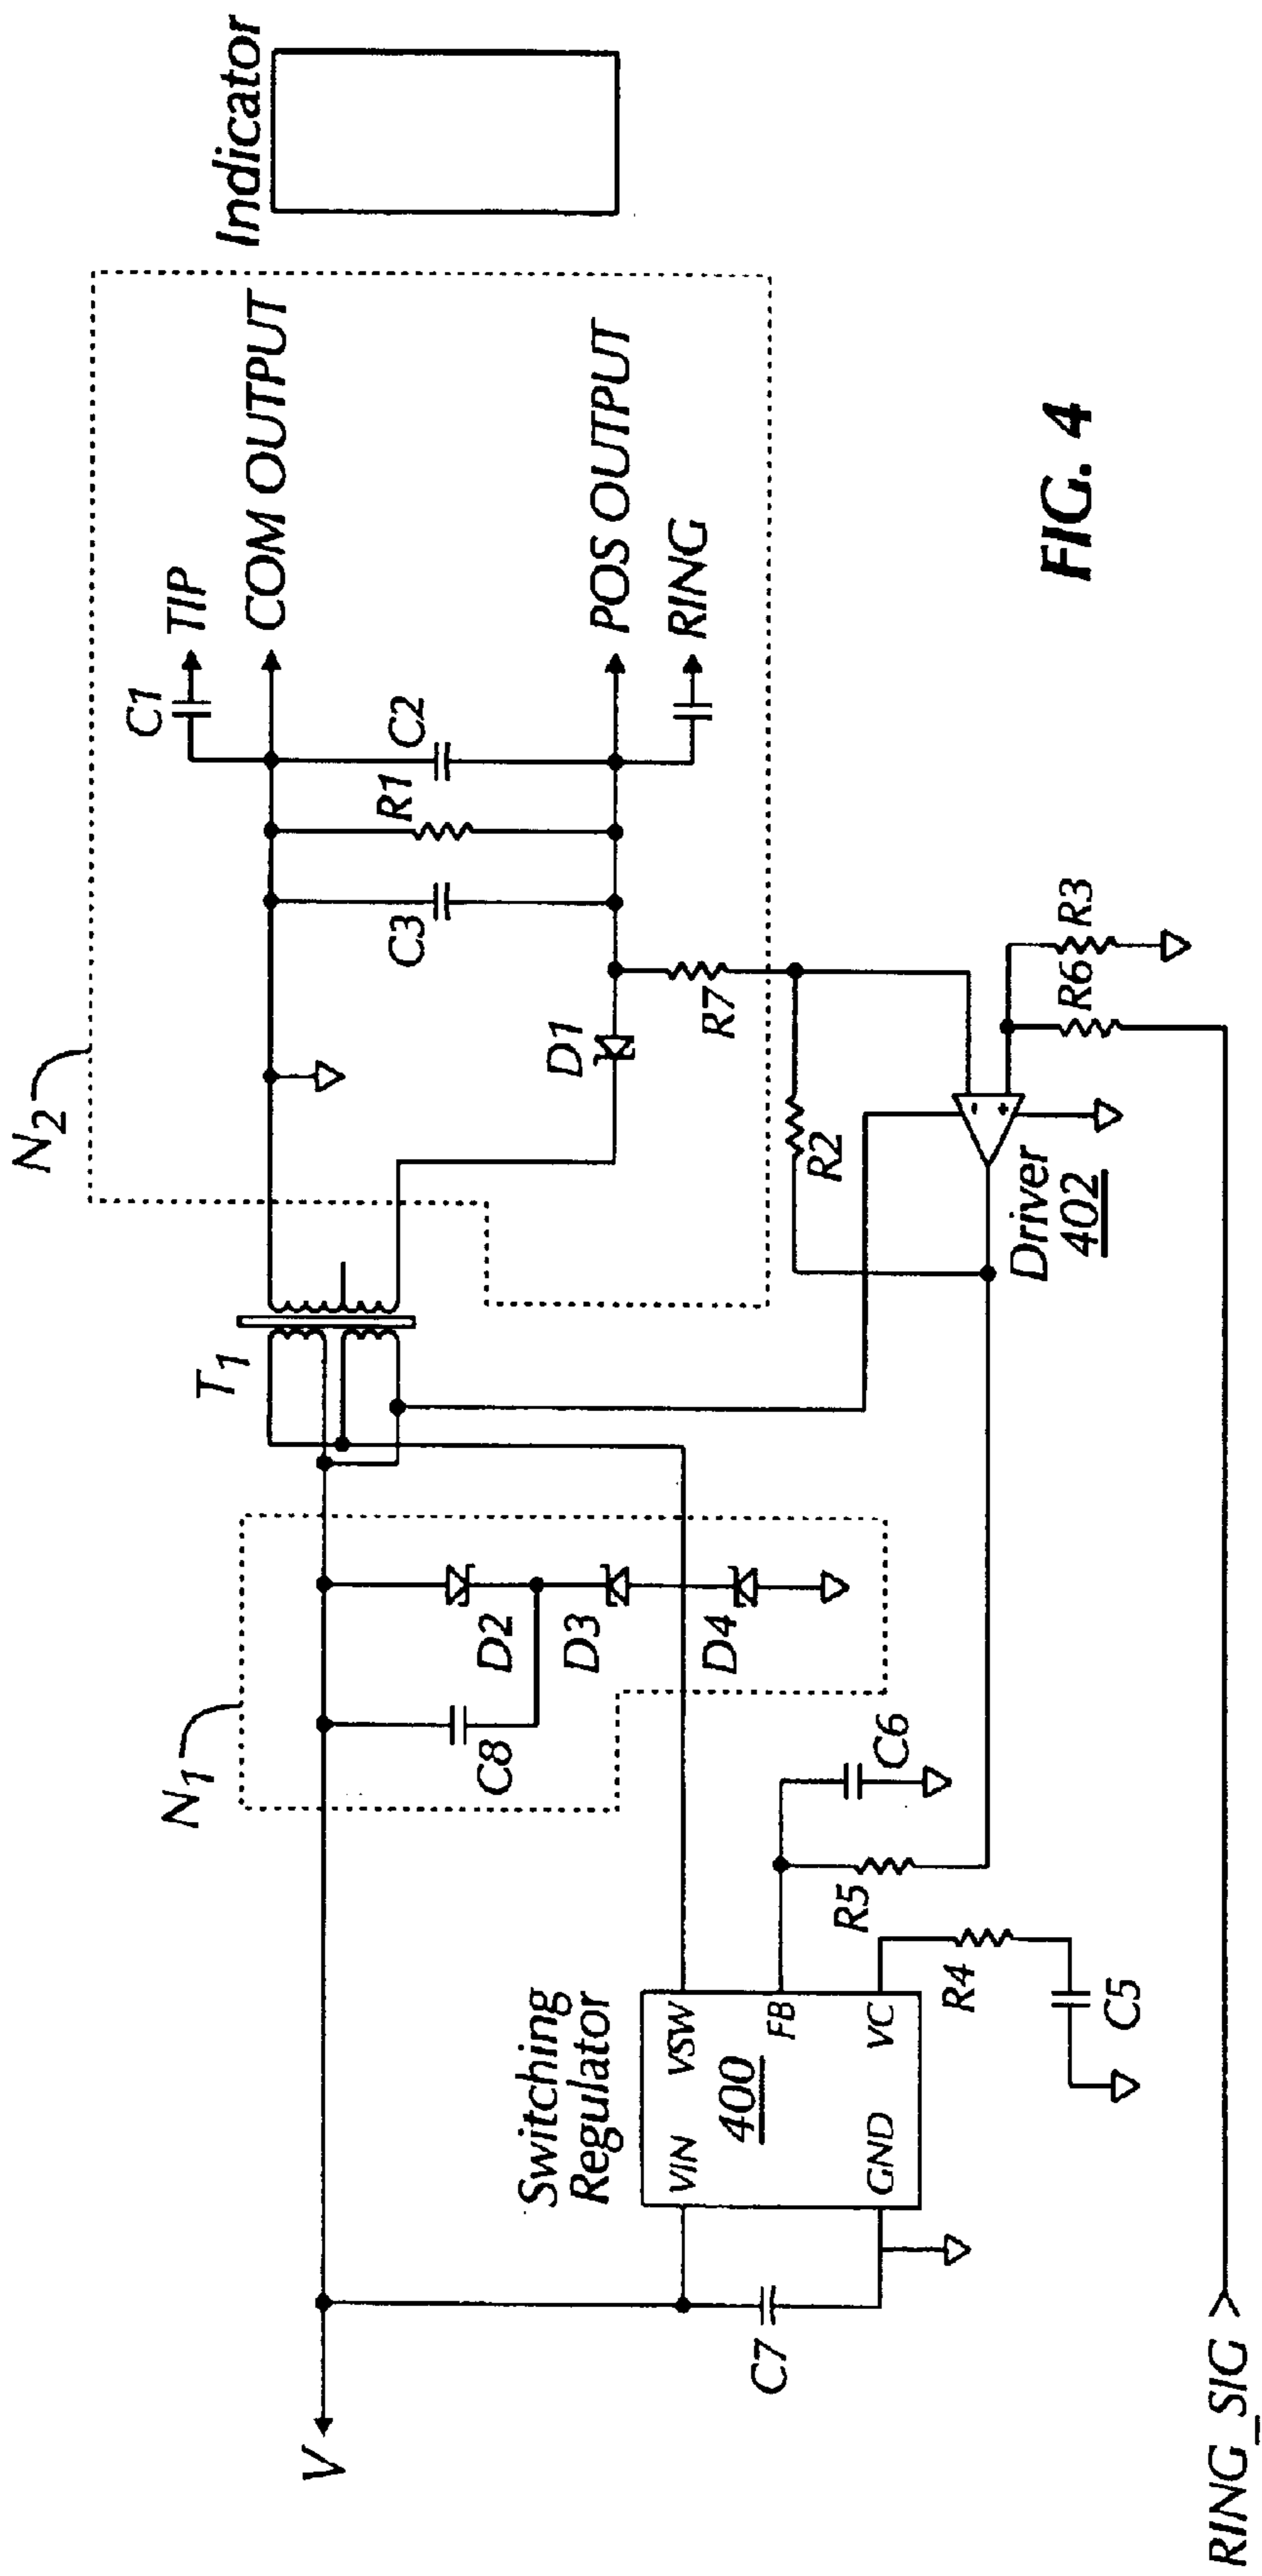 N2
C1
TIP
Indicator
COM OUTPUT
T1
C3
R1
C2
N1
V
D1
POS OUTPUT
C8
D2
D3
D4
R7
RING
Switching
Regulator
VIN
VSW
400
FB
GND
VC
C7
R5
C6
R2
R4
C5
Driver
402
R6
R3
RING_SIG
FIG. 4
-
+